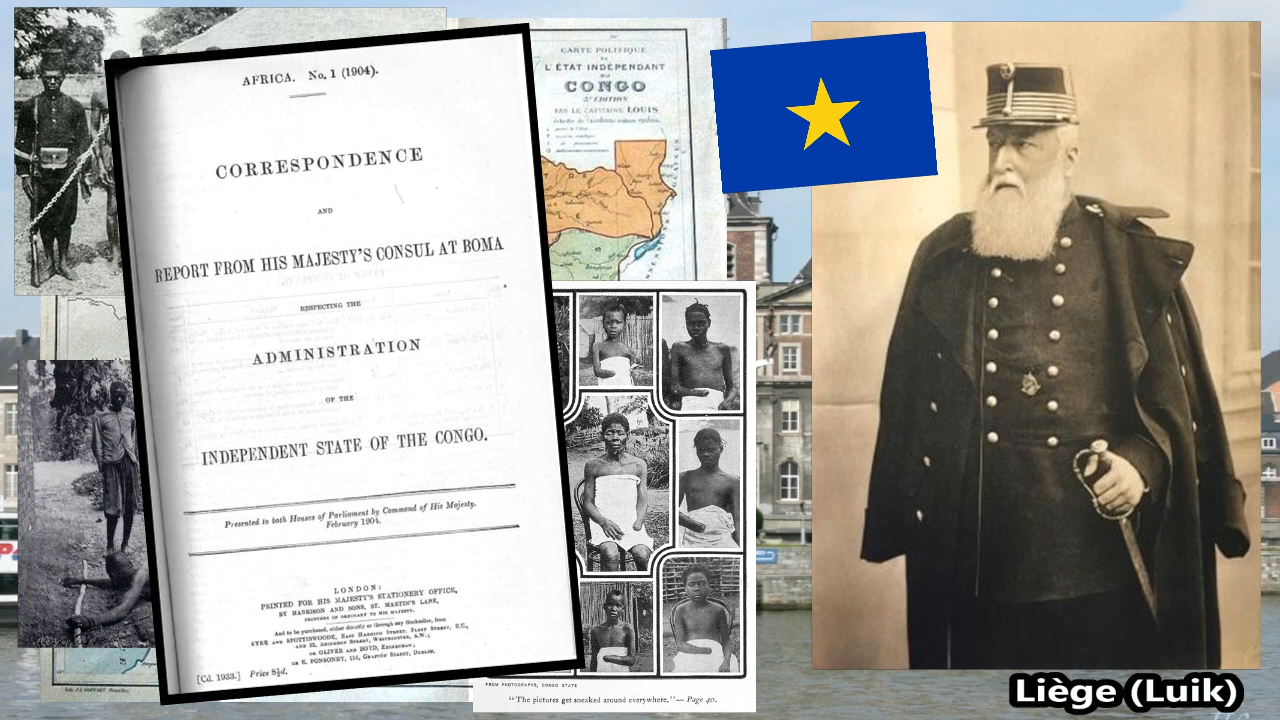 AFRICA. No. 1 (1904).
CORRESPONDENCE
AND
REPORT FROM HIS MAJESTY'S CONSUL AT BOMA
RESPECTING THE
ADMINISTRATION
OF THE
INDEPENDENT STATE OF THE CONGO.
Presented to both Houses of Parliament by Command of His Majesty.
February 1904.
LONDON:
PRINTED FOR HIS MAJESTY'S STATIONERY OFFICE,
BY HARRISON AND SONS, ST. MARTIN'S LANE,
PRINTERS IN ORDINARY TO HIS MAJESTY.
And to be purchased, either directly or through any Bookseller, from
EYRE AND SPOTTISWOODE, EAST HARDING STREET, FLEET STREET, E.C.,
AND 32, ABINGDON STREET, WESTMINSTER, S.W.;
OR OLIVER AND BOYD, EDINBURGH;
OR E. PONSONBY, 116, GRAFTON STREET, DUBLIN.
[Cd. 1933.] Price 8½d.
CARTE POLITIQUE
DE
L'ÉTAT INDÉPENDANT
DU
CONGO
2e EDITION
PAR LE CAPITAINE LOUIS
FROM PHOTOGRAPHS, CONGO STATE
"The pictures get sneaked around everywhere."— Page 40.
Liège (Luik)